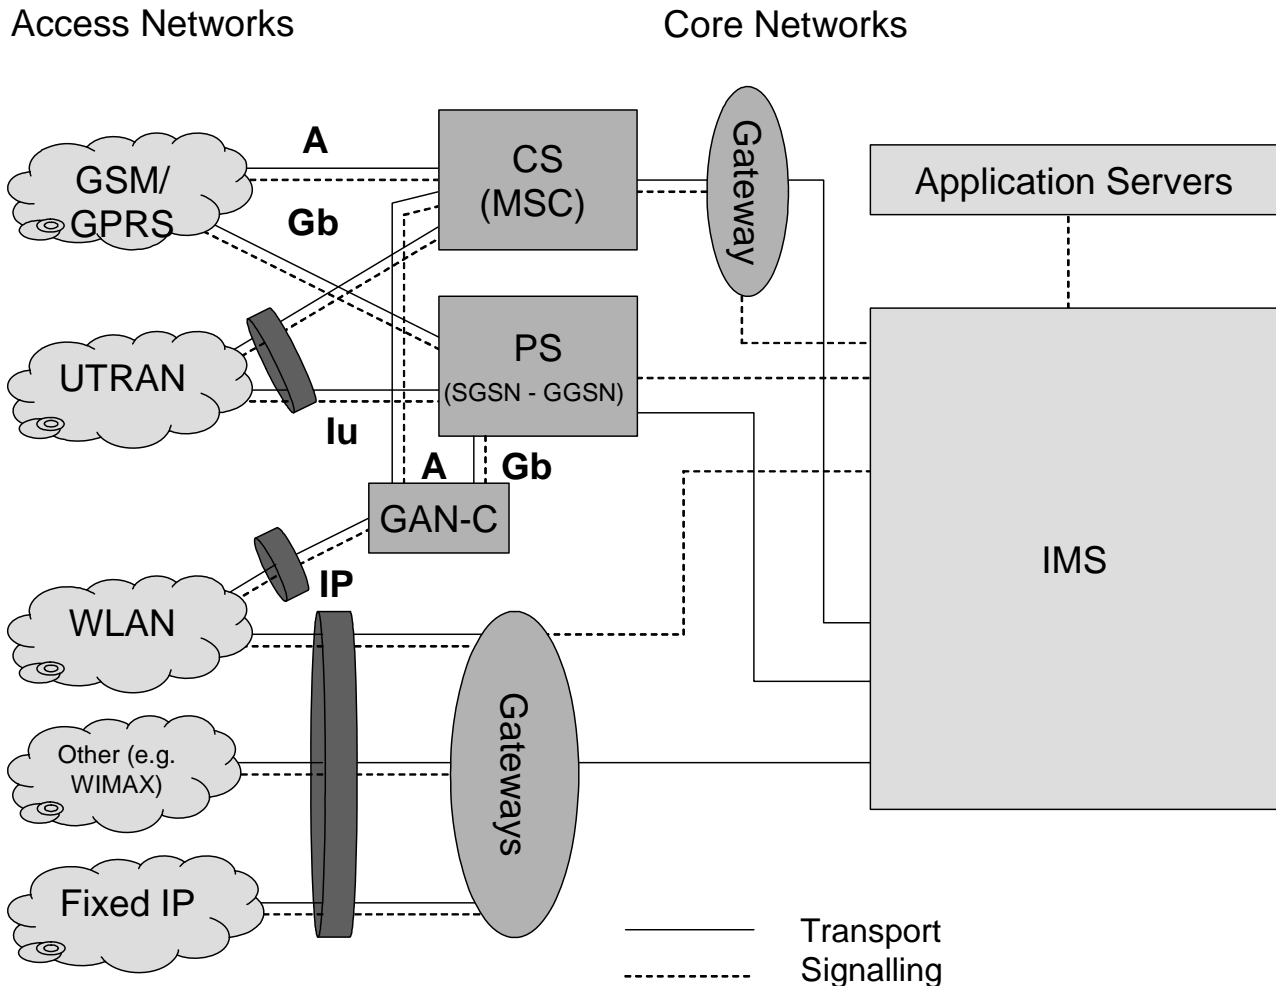 Access Networks
Core Networks
A
GSM/
GPRS
Gb
CS
(MSC)
Gateway
Application Servers
UTRAN
PS
(SGSN - GGSN)
Iu
A
Gb
GAN-C
IMS
IP
WLAN
Gateways
Other (e.g.
WIMAX)
Fixed IP
Transport
Signalling